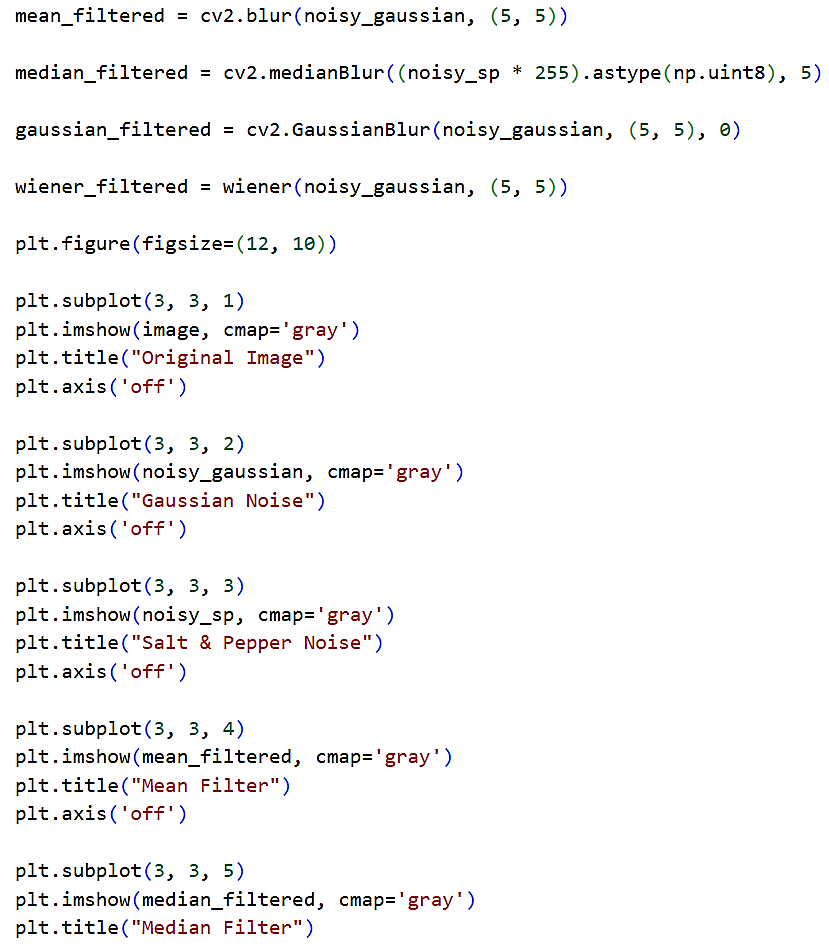 mean_filtered = cv2.blur(noisy_gaussian, (5, 5))
median_filtered = cv2.medianBlur((noisy_sp * 255).astype(np.uint8), 5)
gaussian_filtered = cv2.GaussianBlur(noisy_gaussian, (5, 5), 0)
wiener_filtered = wiener(noisy_gaussian, (5, 5))
plt.figure(figsize=(12, 10))
plt.subplot(3, 3, 1)
plt.imshow(image, cmap='gray')
plt.title("Original Image")
plt.axis('off')
plt.subplot(3, 3, 2)
plt.imshow(noisy_gaussian, cmap='gray')
plt.title("Gaussian Noise")
plt.axis('off')
plt.subplot(3, 3, 3)
plt.imshow(noisy_sp, cmap='gray')
plt.title("Salt & Pepper Noise")
plt.axis('off')
plt.subplot(3, 3, 4)
plt.imshow(mean_filtered, cmap='gray')
plt.title("Mean Filter")
plt.axis('off')
plt.subplot(3, 3, 5)
plt.imshow(median_filtered, cmap='gray')
plt.title("Median Filter")